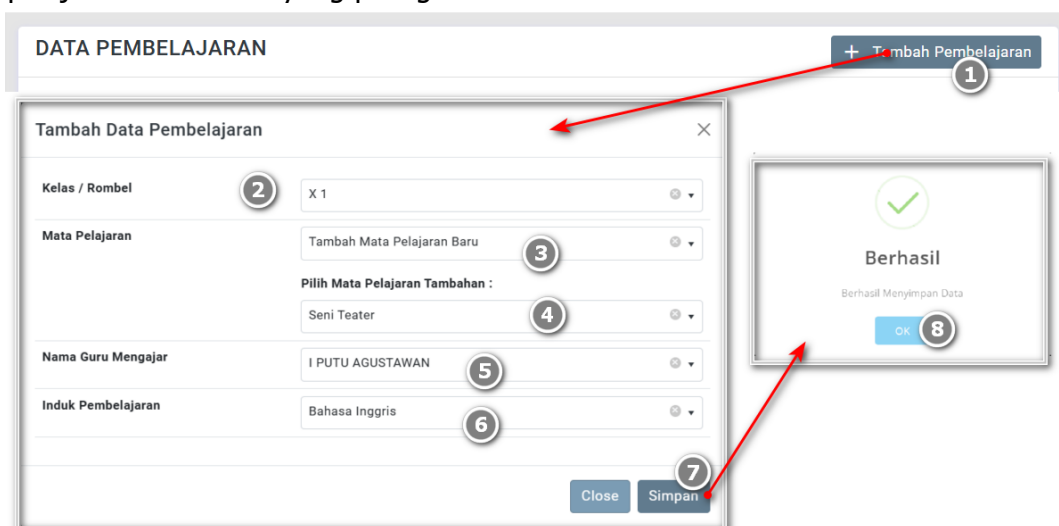 DATA PEMBELAJARAN
+ Tambah Pembelajaran
1
Tambah Data Pembelajaran
Kelas / Rombel
2
X 1
Mata Pelajaran
Tambah Mata Pelajaran Baru
3
Pilih Mata Pelajaran Tambahan :
Seni Teater
4
Nama Guru Mengajar
I PUTU AGUSTAWAN
5
Induk Pembelajaran
Bahasa Inggris
6
Close
Simpan
7
Berhasil
Berhasil Menyimpan Data
OK
8